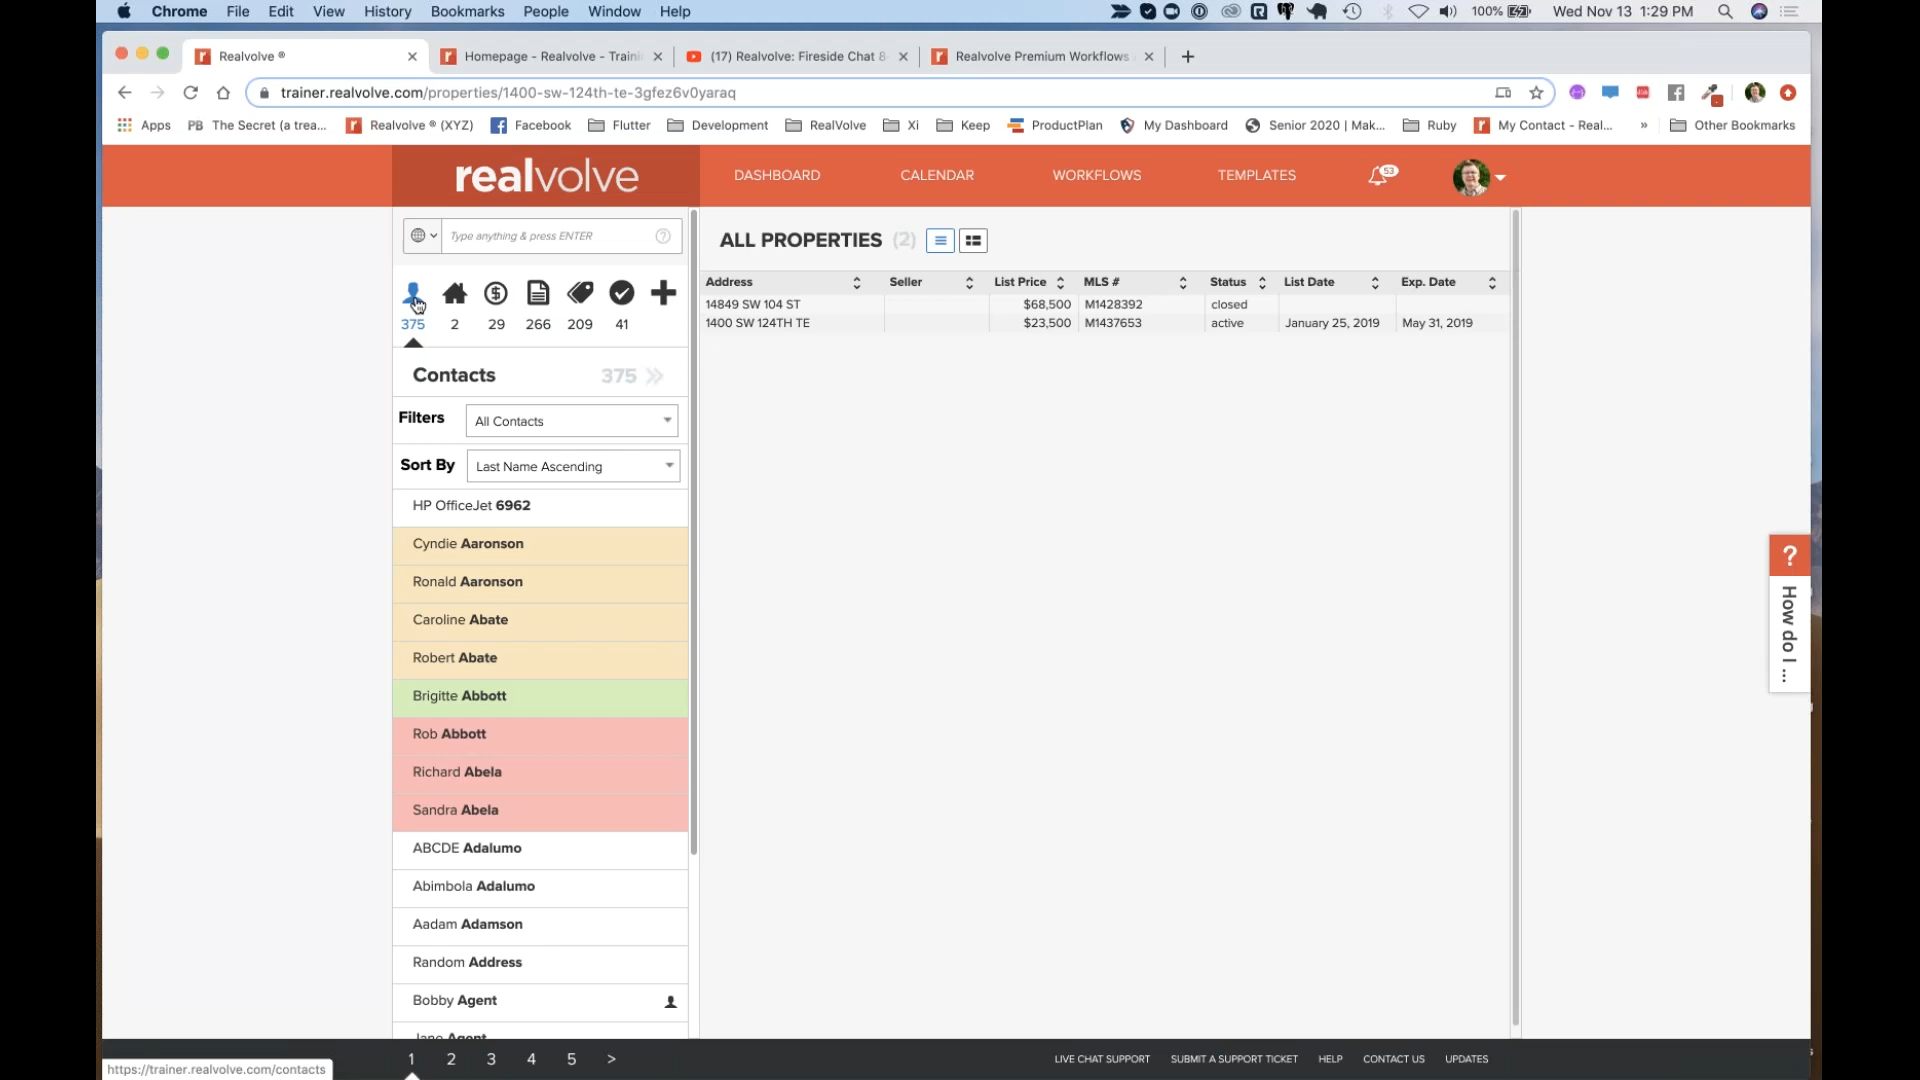 Chrome File Edit View History Bookmarks People Window Help 100% Wed Nov 13 1:29 PM
Realvolve ® Homepage - Realvolve - Traini (17) Realvolve: Fireside Chat 8- Realvolve Premium Workflows
trainer.realvolve.com/properties/1400-sw-124th-te-3gfez6v0yaraq
Apps PB The Secret (a trea... Realvolve ® (XYZ) Facebook Flutter Development RealVolve Xi Keep ProductPlan My Dashboard Senior 2020 | Mak... Ruby My Contact - Real... » Other Bookmarks
realvolve DASHBOARD CALENDAR WORKFLOWS TEMPLATES 53
Type anything & press ENTER ?
ALL PROPERTIES (2)
375 2 29 266 209 41
Address Seller List Price MLS # Status List Date Exp. Date
14849 SW 104 ST $68,500 M1428392 closed
1400 SW 124TH TE $23,500 M1437653 active January 25, 2019 May 31, 2019
Contacts 375
Filters All Contacts
Sort By Last Name Ascending
HP OfficeJet 6962
Cyndie Aaronson
Ronald Aaronson
Caroline Abate
Robert Abate
Brigitte Abbott
Rob Abbott
Richard Abela
Sandra Abela
ABCDE Adalumo
Abimbola Adalumo
Aadam Adamson
Random Address
Bobby Agent
Jane Agent
? How do I ...
1 2 3 4 5 >
LIVE CHAT SUPPORT SUBMIT A SUPPORT TICKET HELP CONTACT US UPDATES
https://trainer.realvolve.com/contacts